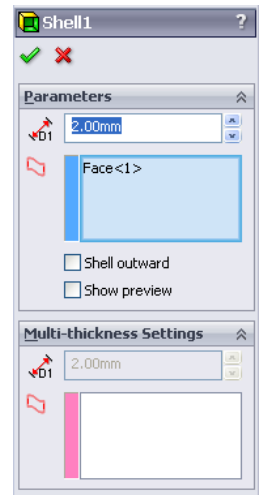 Shell1 ?
Parameters
D1 2.00mm
Face<1>
Shell outward
Show preview
Multi-thickness Settings
D1 2.00mm